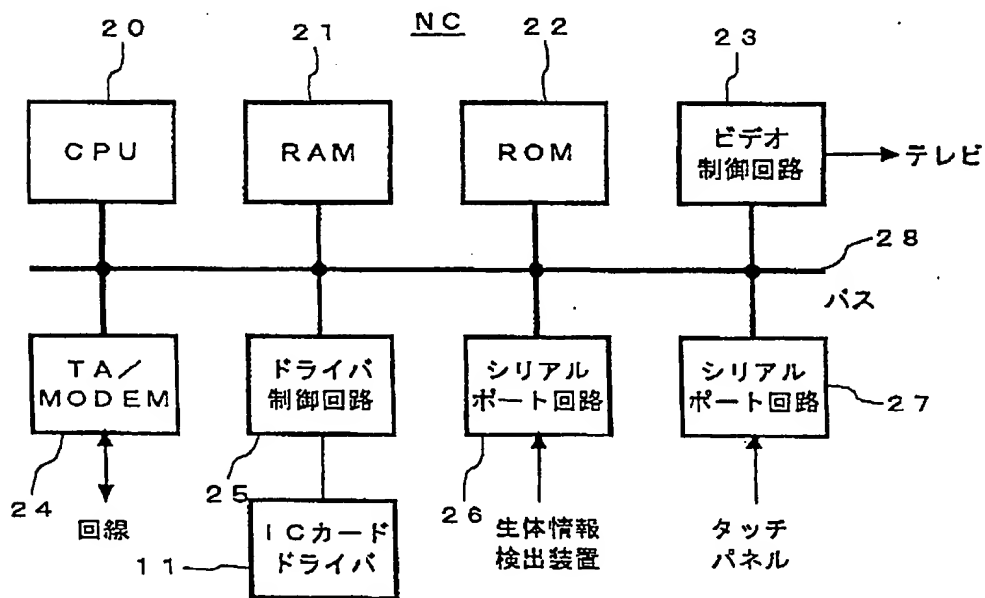 NC
20
21
22
23
CPU
RAM
ROM
ビデオ
制御回路
テレビ
28
バス
TA/
MODEM
ドライバ
制御回路
シリアル
ポート回路
シリアル
ポート回路
27
24
25
26
回線
ICカード
ドライバ
11
生体情報
検出装置
タッチ
パネル